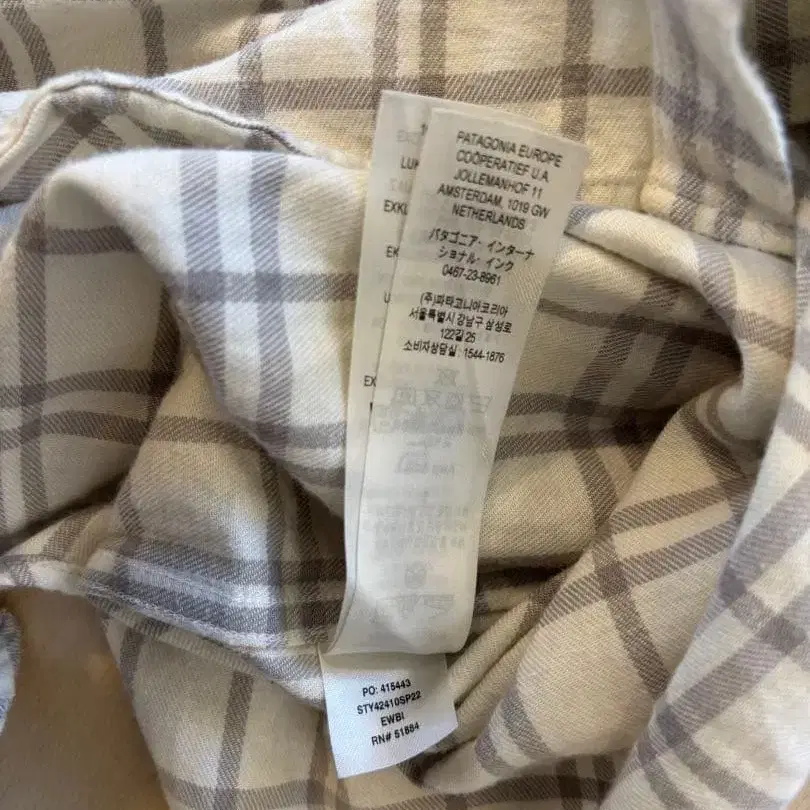 PATAGONIA EUROPE
COÖPERATIEF U.A
JOLLEMANHOF 11
AMSTERDAM, 1019 GW
NETHERLANDS
パタゴニア・インターナ
ショナル・インク
0467-23-8961
(주)파타고니아코리아
서울특별시 강남구 삼성로
122길 25
소비자상담실: 1544-1876
PO: 415443
STY42410SP22
EWBI
RN# 51884